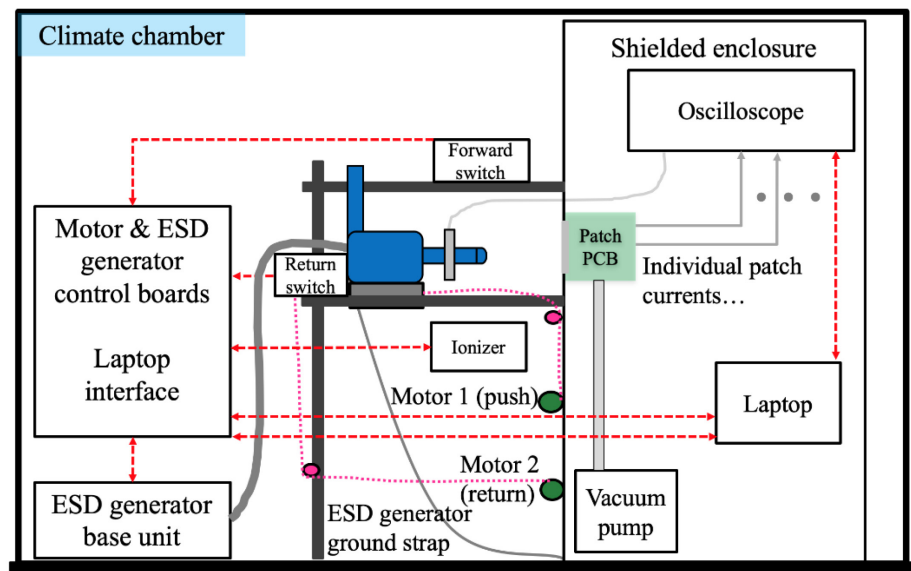 Climate chamber
Shielded enclosure
Oscilloscope
Forward
switch
Motor & ESD
generator
control boards
Laptop
interface
Return
switch
Patch
PCB
Individual patch
currents…
Ionizer
Motor 1 (push)
Laptop
Motor 2
(return)
ESD generator
base unit
ESD generator
ground strap
Vacuum
pump